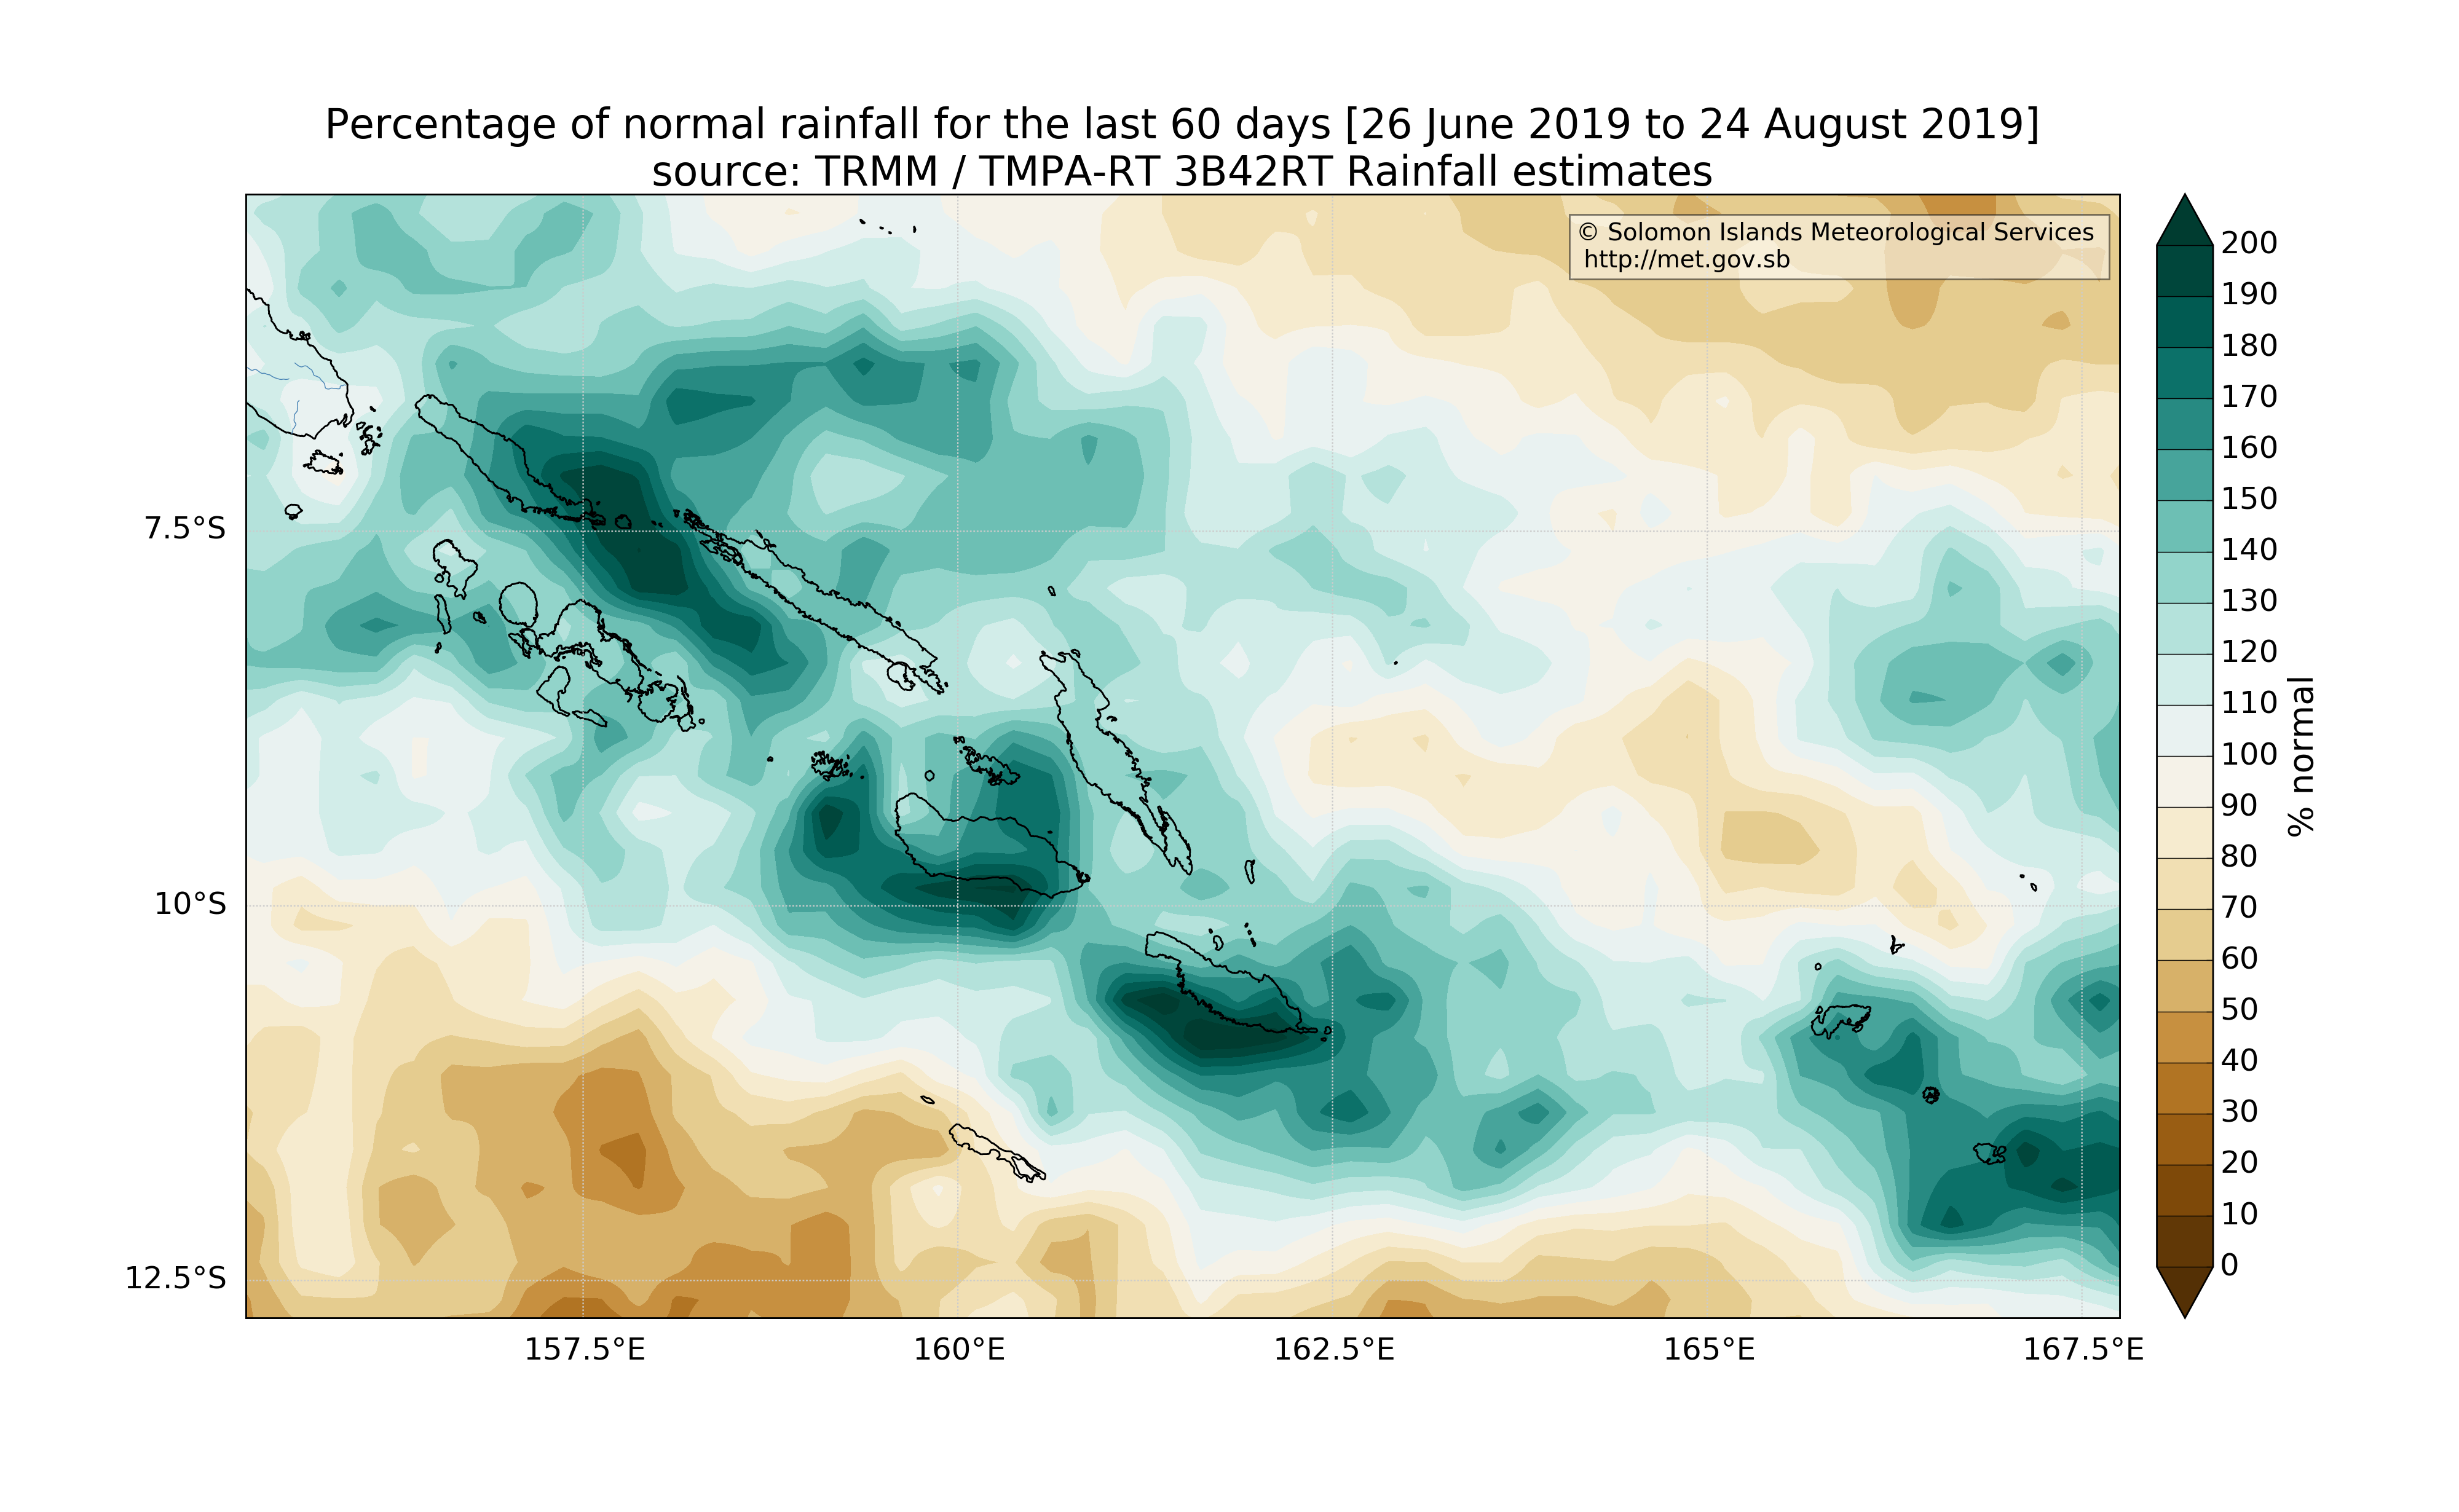 Percentage of normal rainfall for the last 60 days [26 June 2019 to 24 August 2019]
source: TRMM / TMPA-RT 3B42RT Rainfall estimates
© Solomon Islands Meteorological Services
http://met.gov.sb
7.5°S
10°S
12.5°S
157.5°E
160°E
162.5°E
165°E
167.5°E
200
190
180
170
160
150
140
130
120
110
100
90
80
70
60
50
40
30
20
10
0
% normal